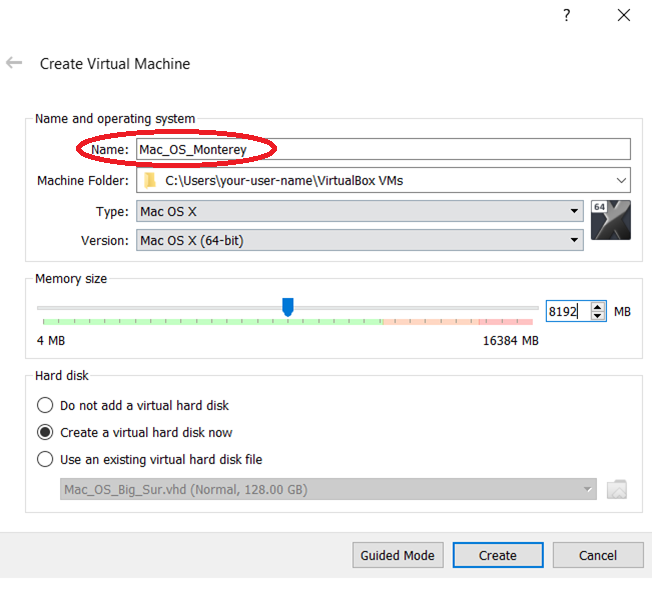 ?
Create Virtual Machine
Name and operating system
Name: Mac_OS_Monterey
Machine Folder: C:\Users\your-user-name\VirtualBox VMs
Type: Mac OS X
64
Version: Mac OS X (64-bit)
Memory size
8192 MB
4 MB 16384 MB
Hard disk
Do not add a virtual hard disk
Create a virtual hard disk now
Use an existing virtual hard disk file
Mac_OS_Big_Sur.vhd (Normal, 128.00 GB)
Guided Mode Create Cancel